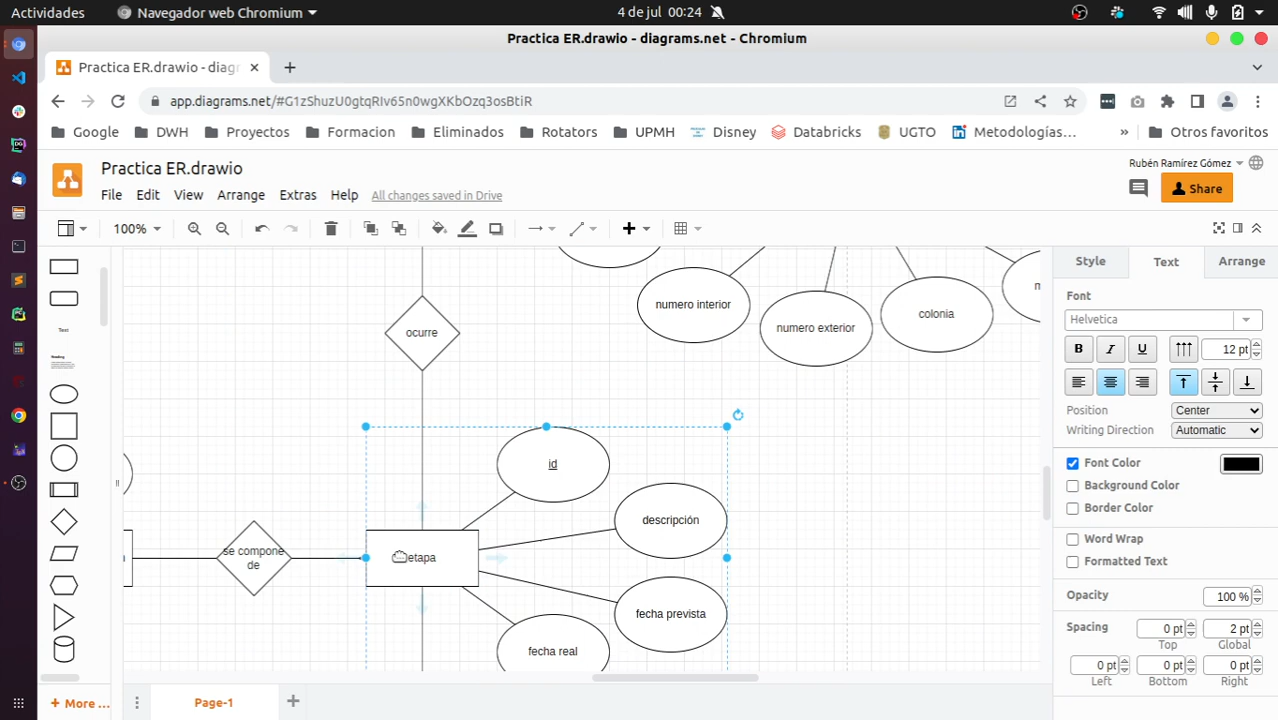 Actividades
Navegador web Chromium
4 de jul 00:24
Practica ER.drawio - diagrams.net - Chromium
Practica ER.drawio - diagr
app.diagrams.net/#G1zShuzU0gtqRIv65n0wgXKbOzq3osBtiR
Google
DWH
Proyectos
Formacion
Eliminados
Rotators
UPMH
Disney
Databricks
UGTO
Metodologías...
»
Otros favoritos
Practica ER.drawio
Rubén Ramírez Gómez
File
Edit
View
Arrange
Extras
Help
All changes saved in Drive
Share
100%
Style
Text
Arrange
Font
Helvetica
B
I
U
12 pt
Position
Center
Writing Direction
Automatic
Font Color
Background Color
Border Color
Word Wrap
Formatted Text
Opacity
100 %
Spacing
0 pt
2 pt
Top
Global
0 pt
0 pt
0 pt
Left
Bottom
Right
Text
Heading
numero interior
numero exterior
colonia
ocurre
id
descripción
se compone
de
etapa
fecha prevista
fecha real
+ More ...
Page-1